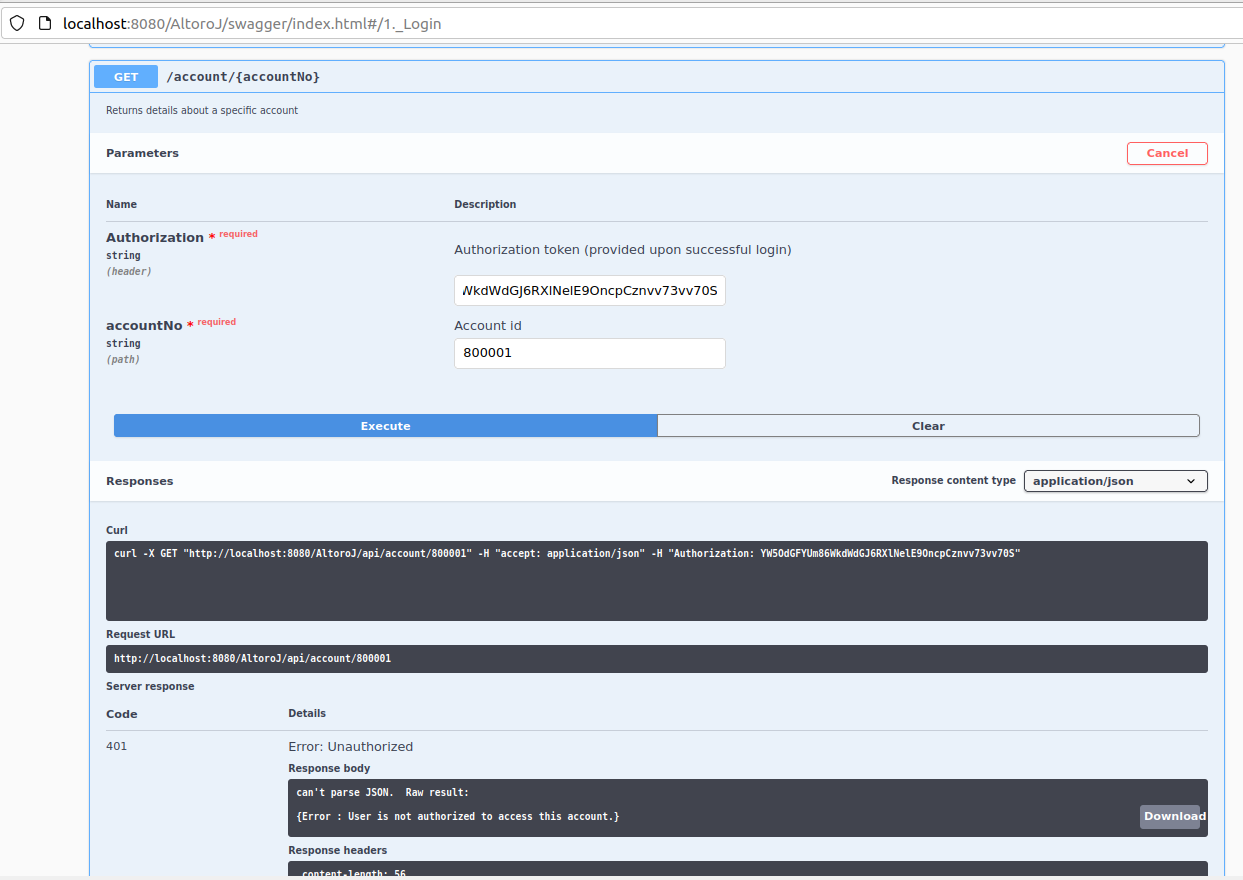 localhost:8080/AltoroJ/swagger/index.html#/1._Login
GET /account/{accountNo}
Returns details about a specific account
Parameters
Cancel
Name Description
Authorization * required
string
(header)
Authorization token (provided upon successful login)
WkdWdGJ6RXlNelE9OncpCznvv73vv70S
accountNo * required
string
(path)
Account id
800001
Execute Clear
Responses
Response content type application/json
Curl
curl -X GET "http://localhost:8080/AltoroJ/api/account/800001" -H "accept: application/json" -H "Authorization: YW5OdGFYUm86WkdWdGJ6RXlNelE9OncpCznvv73vv70S"
Request URL
http://localhost:8080/AltoroJ/api/account/800001
Server response
Code Details
401
Error: Unauthorized
Response body
can't parse JSON. Raw result:
{Error : User is not authorized to access this account.}
Download
Response headers
content-length: 56